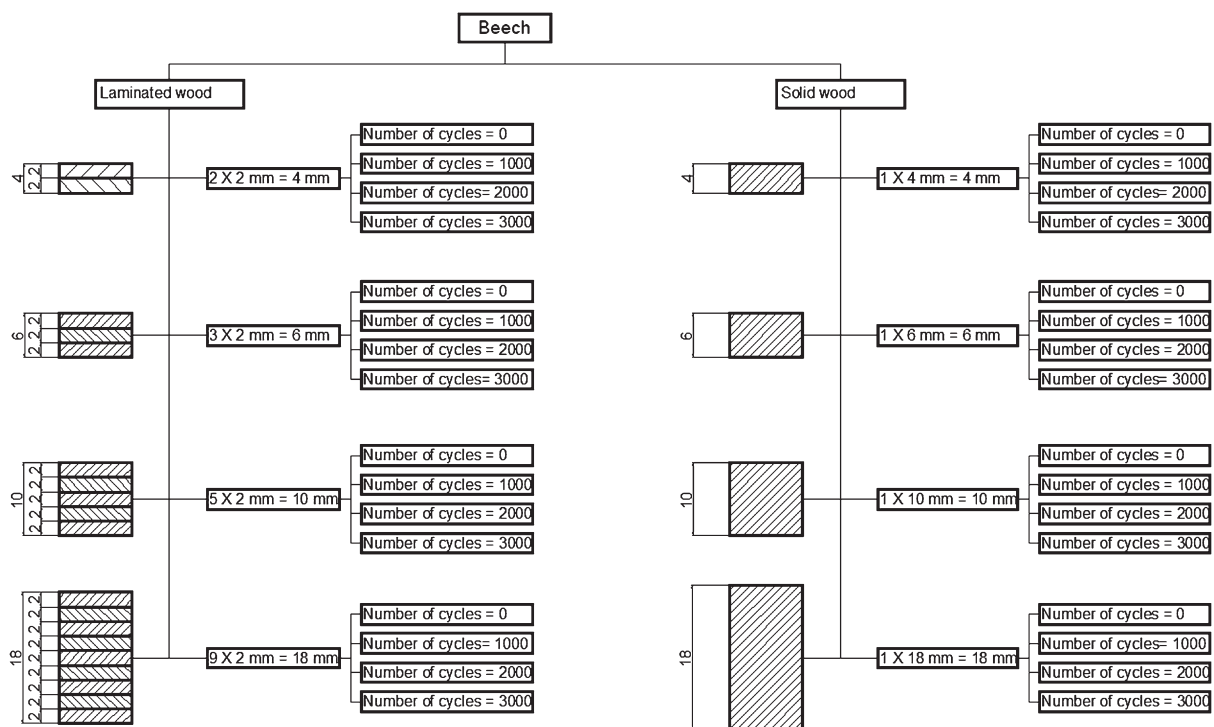 Beech
Laminated wood
4
2
2
2 X 2 mm = 4 mm
Number of cycles = 0
Number of cycles = 1000
Number of cycles= 2000
Number of cycles = 3000
6
2
2
2
3 X 2 mm = 6 mm
Number of cycles = 0
Number of cycles = 1000
Number of cycles = 2000
Number of cycles= 3000
10
2
2
2
2
2
5 X 2 mm = 10 mm
Number of cycles = 0
Number of cycles = 1000
Number of cycles = 2000
Number of cycles = 3000
18
2
2
2
2
2
2
2
2
2
9 X 2 mm = 18 mm
Number of cycles = 0
Number of cycles= 1000
Number of cycles = 2000
Number of cycles = 3000
Solid wood
4
1 X 4 mm = 4 mm
Number of cycles = 0
Number of cycles = 1000
Number of cycles= 2000
Number of cycles = 3000
6
1 X 6 mm = 6 mm
Number of cycles = 0
Number of cycles = 1000
Number of cycles = 2000
Number of cycles= 3000
10
1 X 10 mm = 10 mm
Number of cycles = 0
Number of cycles = 1000
Number of cycles = 2000
Number of cycles = 3000
18
1 X 18 mm = 18 mm
Number of cycles = 0
Number of cycles= 1000
Number of cycles = 2000
Number of cycles = 3000